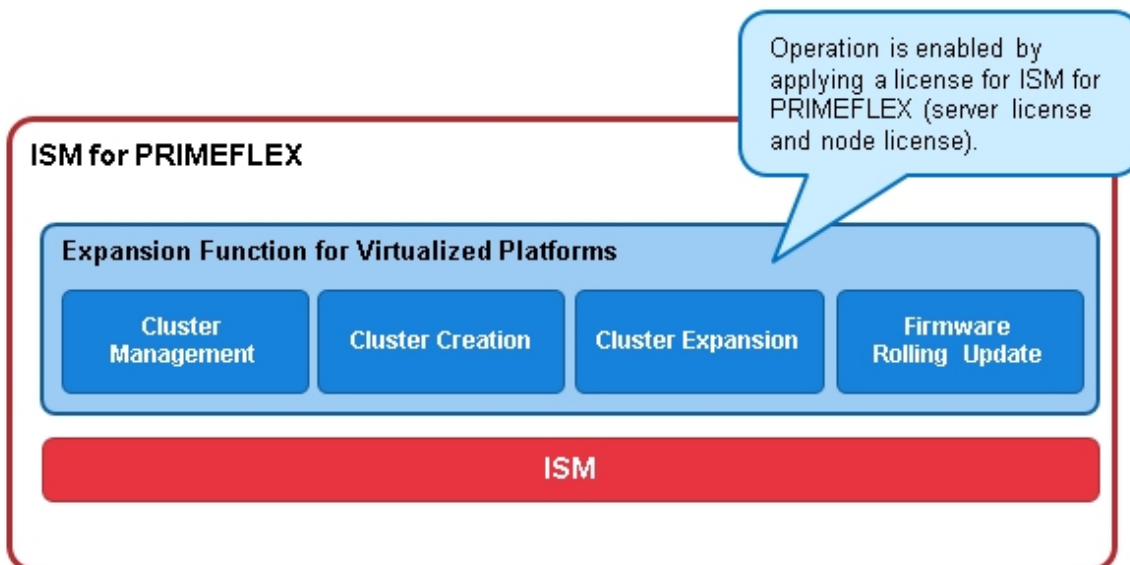 Operation is enabled by
applying a license for ISM for
PRIMEFLEX (server license
and node license).
ISM for PRIMEFLEX
Expansion Function for Virtualized Platforms
Cluster
Management
Cluster Creation
Cluster Expansion
Firmware
Rolling Update
ISM